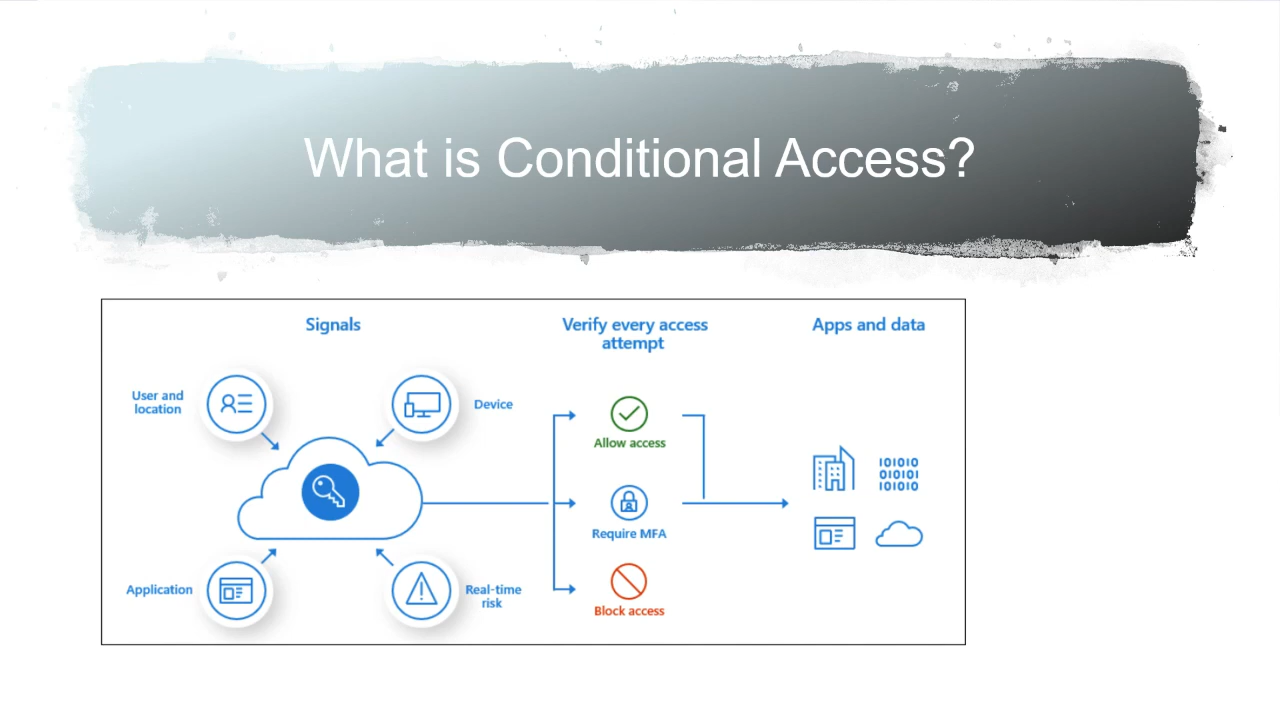 What is Conditional Access?
Signals
Verify every access
attempt
Apps and data
User and
location
Device
Allow access
Require MFA
Application
Real-time
risk
Block access
101010
010101
101010